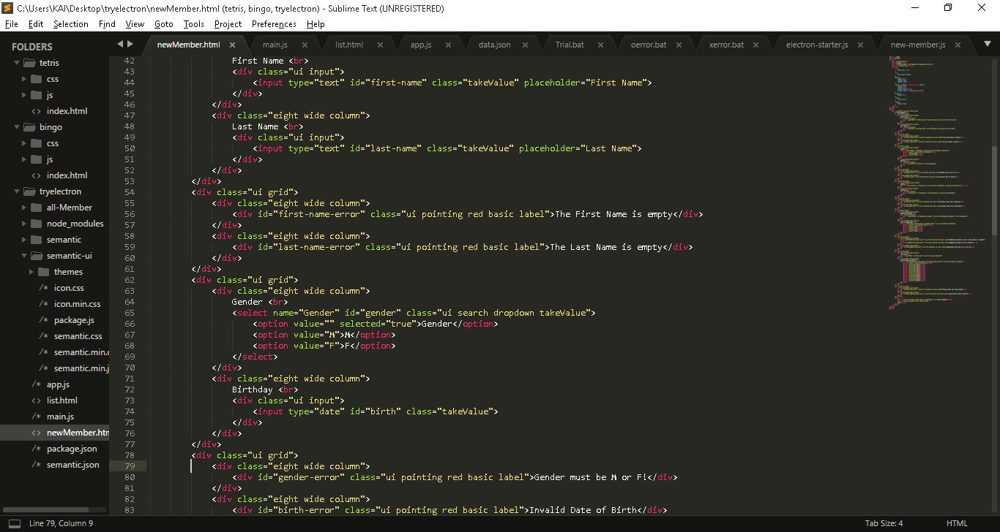 C:\Users\KAI\Desktop\tryelectron\newMember.html (tetris, bingo, tryelectron) - Sublime Text (UNREGISTERED)
File Edit Selection Find View Goto Tools Project Preferences Help
FOLDERS
tetris
css
js
index.html
bingo
css
js
index.html
tryelectron
all-Member
node_modules
semantic
semantic-ui
themes
icon.css
icon.min.css
package.js
semantic.css
semantic.min.c
semantic.min.j
app.js
list.html
main.js
newMember.htm
package.json
semantic.json
newMember.html main.js list.html app.js data.json Trial.bat oerror.bat xerror.bat electron-starter.js new-member.js
42 First Name <br>
43 <div class="ui input">
44 <input type="text" id="first-name" class="takeValue" placeholder="First Name">
45 </div>
46 </div>
47 <div class="eight wide column">
48 Last Name <br>
49 <div class="ui input">
50 <input type="text" id="last-name" class="takeValue" placeholder="Last Name">
51 </div>
52 </div>
53 </div>
54 <div class="ui grid">
55 <div class="eight wide column">
56 <div id="first-name-error" class="ui pointing red basic label">The First Name is empty</div>
57 </div>
58 <div class="eight wide column">
59 <div id="last-name-error" class="ui pointing red basic label">The Last Name is empty</div>
60 </div>
61 </div>
62 <div class="ui grid">
63 <div class="eight wide column">
64 Gender <br>
65 <select name="Gender" id="gender" class="ui search dropdown takeValue">
66 <option value="" selected="true">Gender</option>
67 <option value="M">M</option>
68 <option value="F">F</option>
69 </select>
70 </div>
71 <div class="eight wide column">
72 Birthday <br>
73 <div class="ui input">
74 <input type="date" id="birth" class="takeValue">
75 </div>
76 </div>
77 </div>
78 <div class="ui grid">
79 <div class="eight wide column">
80 <div id="gender-error" class="ui pointing red basic label">Gender must be M or F!</div>
81 </div>
82 <div class="eight wide column">
83 <div id="birth-error" class="ui pointing red basic label">Invalid Date of Birth</div>
Line 79, Column 9 Tab Size: 4 HTML